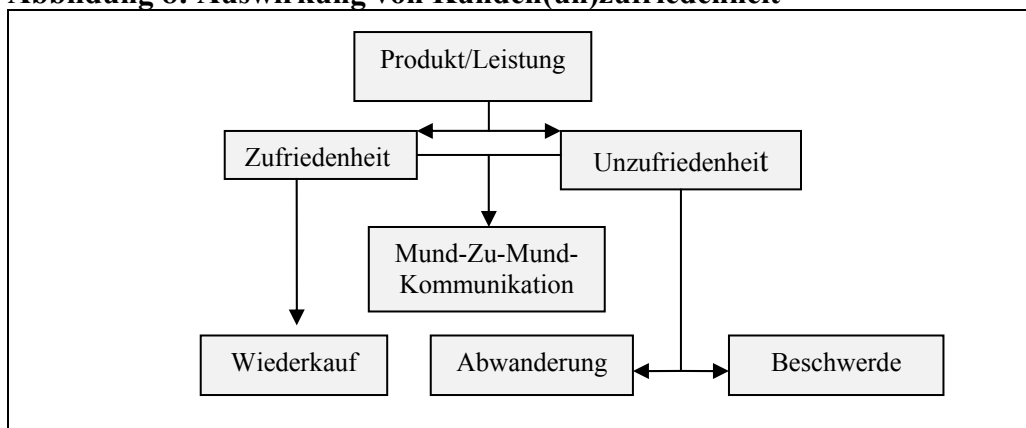 Abbildung 8: Auswirkung von Kunden(un)zufriedenheit
Produkt/Leistung
Zufriedenheit
Unzufriedenheit
Mund-Zu-Mund-
Kommunikation
Wiederkauf
Abwanderung
Beschwerde